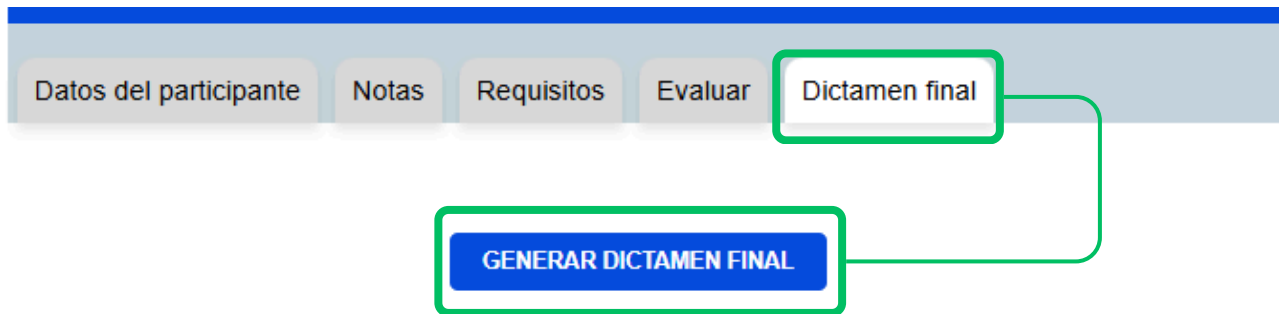 Datos del participante Notas Requisitos Evaluar Dictamen final
GENERAR DICTAMEN FINAL